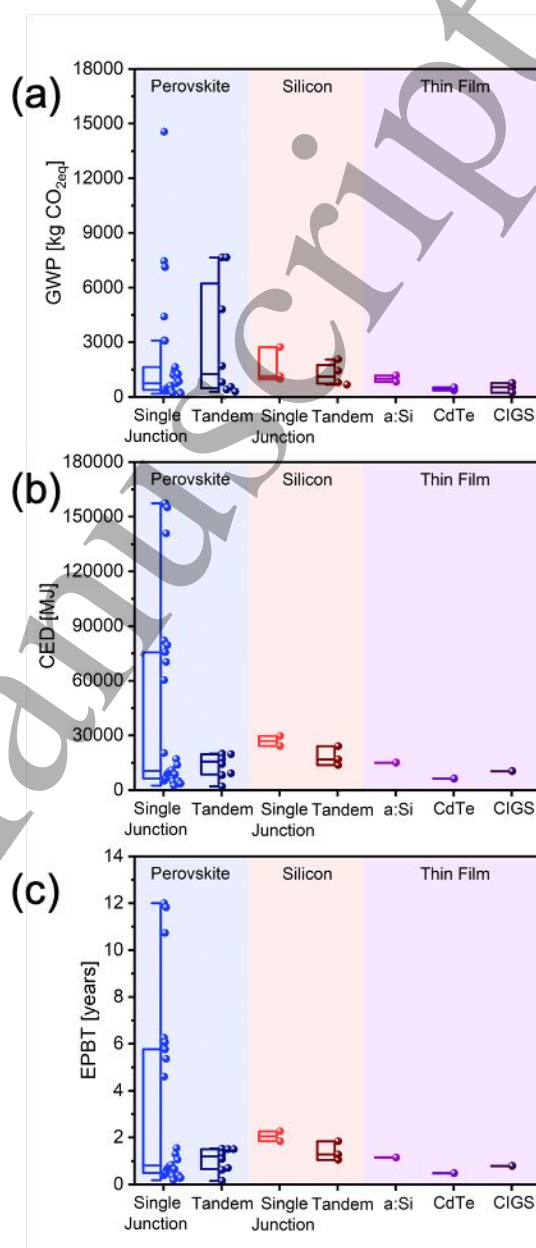 (a)
GWP [kg CO2eq]
18000
15000
12000
9000
6000
3000
0
Perovskite Silicon Thin Film
Single Junction Tandem Single Junction Tandem a:Si CdTe CIGS
(b)
CED [MJ]
180000
150000
120000
90000
60000
30000
0
Perovskite Silicon Thin Film
Single Junction Tandem Single Junction Tandem a:Si CdTe CIGS
(c)
EPBT [years]
14
12
10
8
6
4
2
0
Perovskite Silicon Thin Film
Single Junction Tandem Single Junction Tandem a:Si CdTe CIGS
anuscript